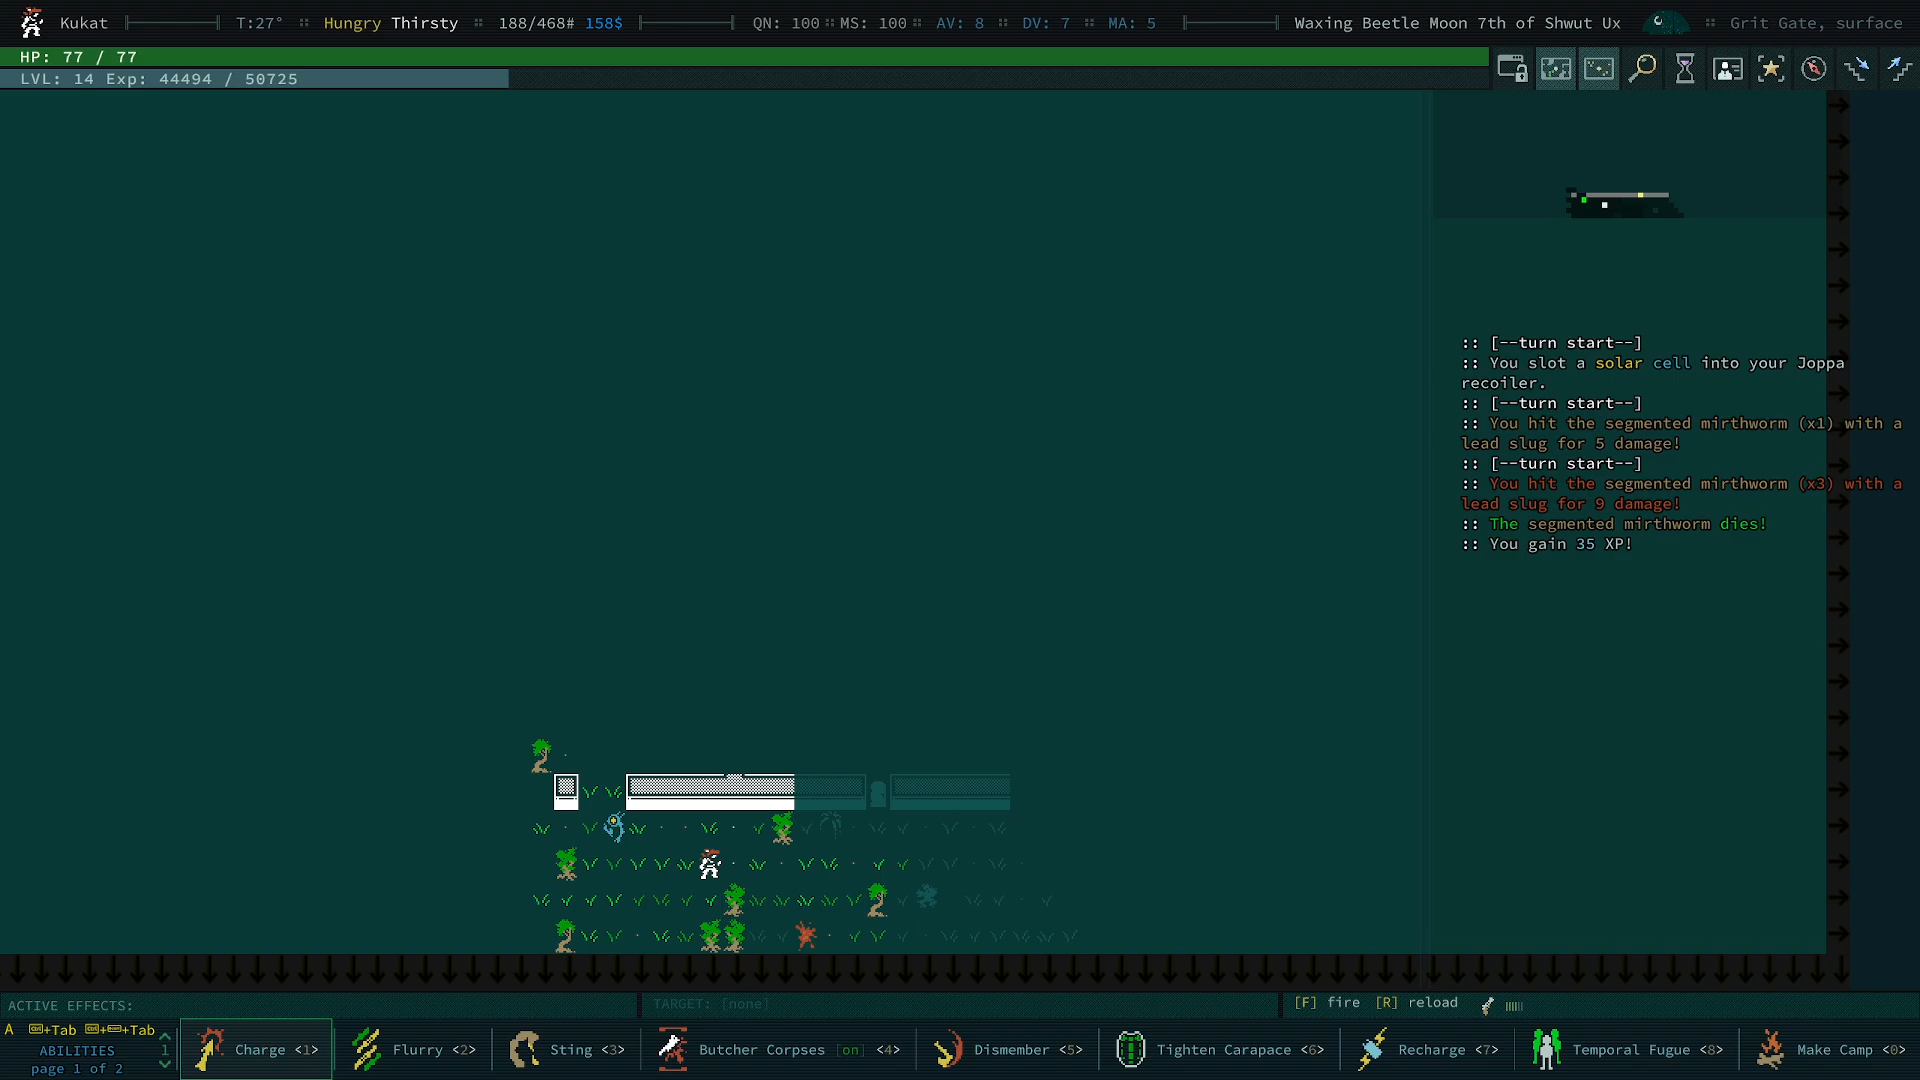 Kukat T:27° Hungry Thirsty 188/468# 158$ QN: 100 MS: 100 AV: 8 DV: 7 MA: 5 Waxing Beetle Moon 7th of Shwut Ux Grit Gate, surface
HP: 77 / 77
LVL: 14 Exp: 44494 / 50725
:: [--turn start--]
:: You slot a solar cell into your Joppa
recoiler.
:: [--turn start--]
:: You hit the segmented mirthworm (x1) with a
lead slug for 5 damage!
:: [--turn start--]
:: You hit the segmented mirthworm (x3) with a
lead slug for 9 damage!
:: The segmented mirthworm dies!
:: You gain 35 XP!
ACTIVE EFFECTS:
TARGET: [none]
[F] fire [R] reload
A Ctrl+Tab
ABILITIES
page 1 of 2
1
Charge <1>
Flurry <2>
Sting <3>
Butcher Corpses [on] <4>
Dismember <5>
Tighten Carapace <6>
Recharge <7>
Temporal Fugue <8>
Make Camp <0>